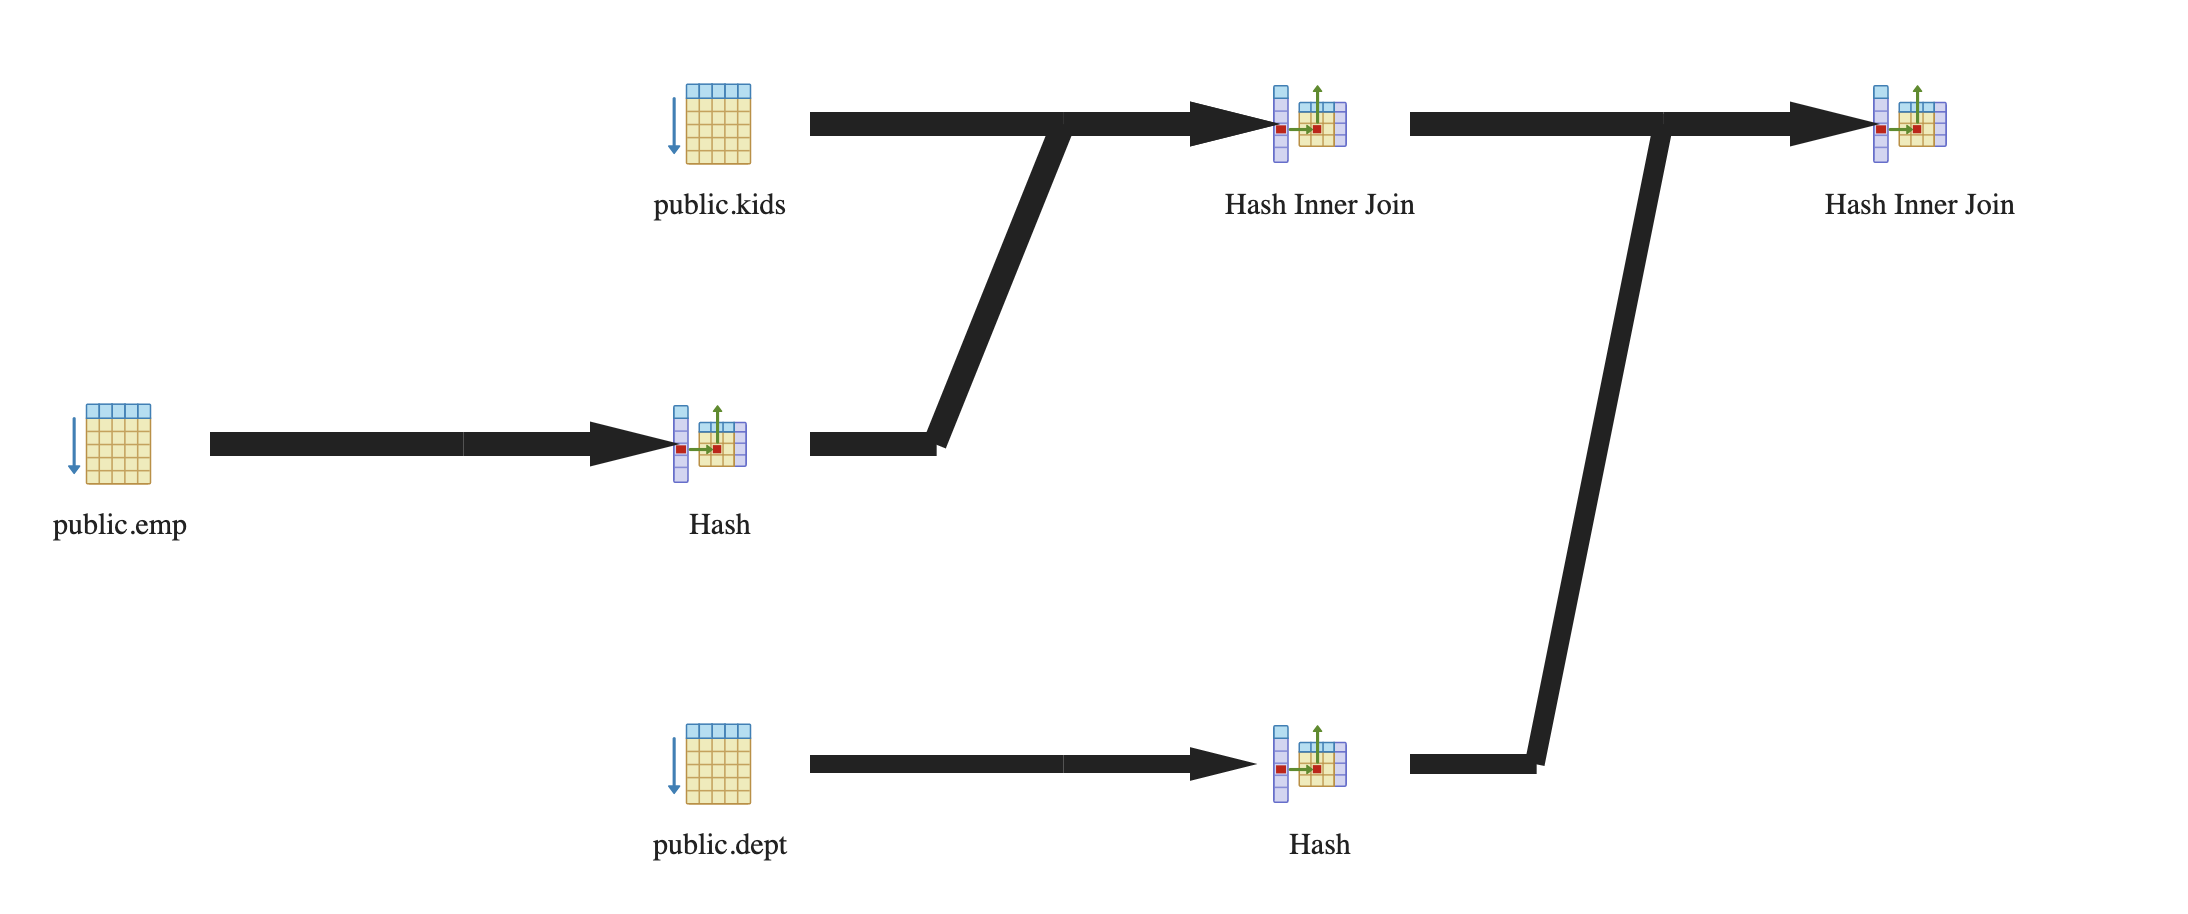 public.kids
Hash Inner Join
Hash Inner Join
public.emp
Hash
public.dept
Hash